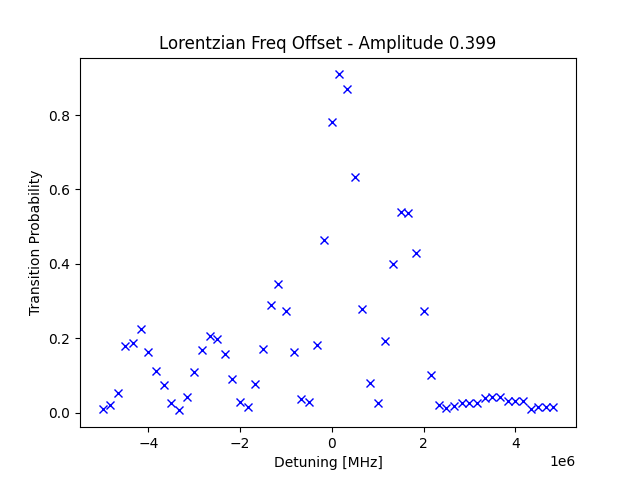 Lorentzian Freq Offset - Amplitude 0.399
Transition Probability
0.8
0.6
0.4
0.2
0.0
−4
−2
0
2
4
1e6
Detuning [MHz]